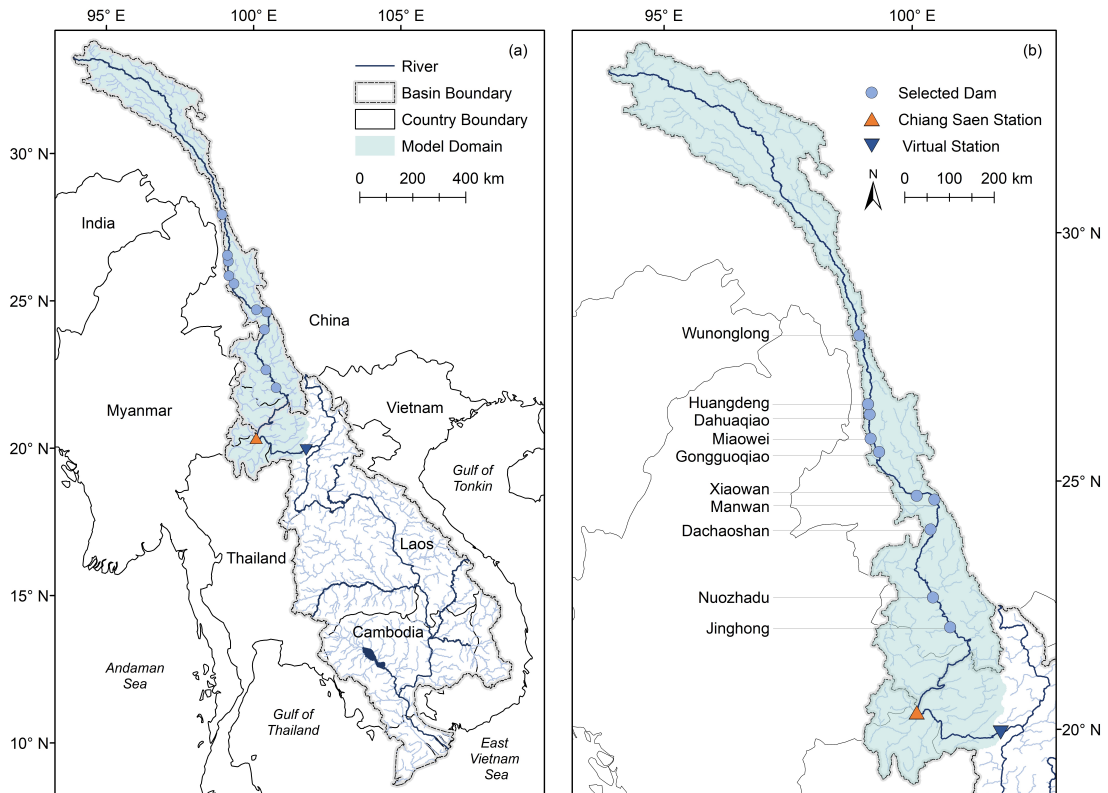 95° E
100° E
105° E
(a)
River
Basin Boundary
Country Boundary
Model Domain
0 200 400 km
30° N
25° N
20° N
15° N
10° N
India
China
Myanmar
Vietnam
Gulf of
Tonkin
Laos
Thailand
Cambodia
Andaman
Sea
Gulf of
Thailand
East
Vietnam
Sea
95° E
100° E
(b)
Selected Dam
Chiang Saen Station
Virtual Station
N
0 100 200 km
30° N
25° N
20° N
Wunonglong
Huangdeng
Dahuaqiao
Miaowei
Gongguoqiao
Xiaowan
Manwan
Dachaoshan
Nuozhadu
Jinghong